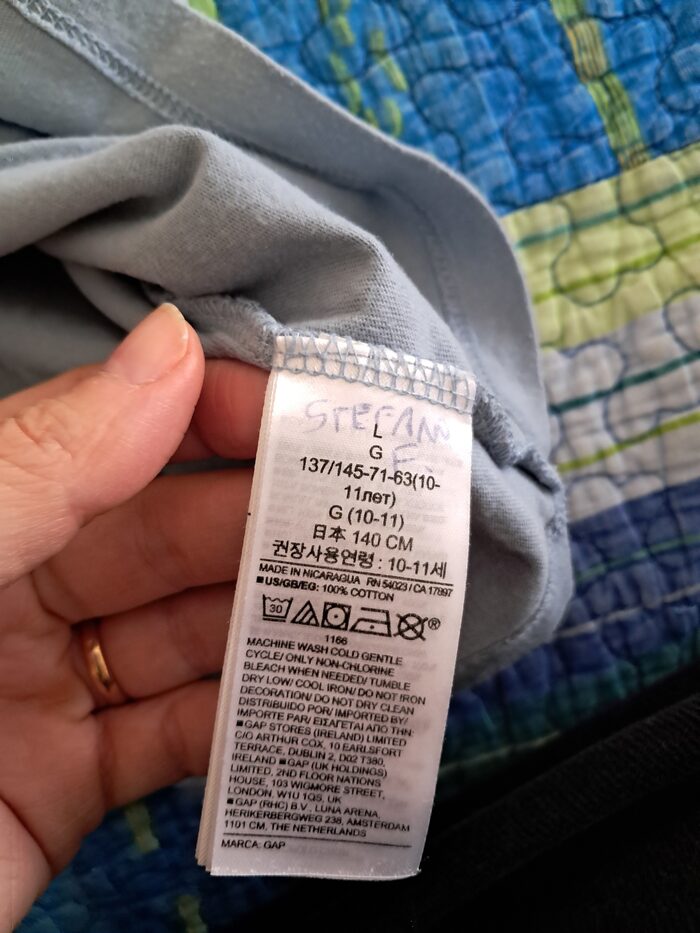 STEFAN
L
G
F.
137/145-71-63(10-
11лет)
G (10-11)
日本 140 CM
권장사용연령 : 10-11세
MADE IN NICARAGUA RN 54023 / CA 17897
■US/GB/EG: 100% COTTON
30
®
1166
MACHINE WASH COLD GENTLE
CYCLE/ ONLY NON-CHLORINE
BLEACH WHEN NEEDED/ TUMBLE
DRY LOW/ COOL IRON/ DO NOT IRON
DECORATION/ DO NOT DRY CLEAN
DISTRIBUIDO POR/ IMPORTED BY/
IMPORTE PAR/ ΕΙΣΑΓΕΤΑΙ ΑΠΟ ΤΗΝ:
■GAP STORES (IRELAND) LIMITED
C/O ARTHUR COX, 10 EARLSFORT
TERRACE, DUBLIN 2, D02 T380,
IRELAND ■GAP (UK HOLDINGS)
LIMITED, 2ND FLOOR NATIONS
HOUSE, 103 WIGMORE STREET,
LONDON. W1U 1QS, UK
■GAP (RHC) B.V. LUNA ARENA,
HERIKERBERGWEG 238, AMSTERDAM
1101 CM, THE NETHERLANDS
MARCA: GAP